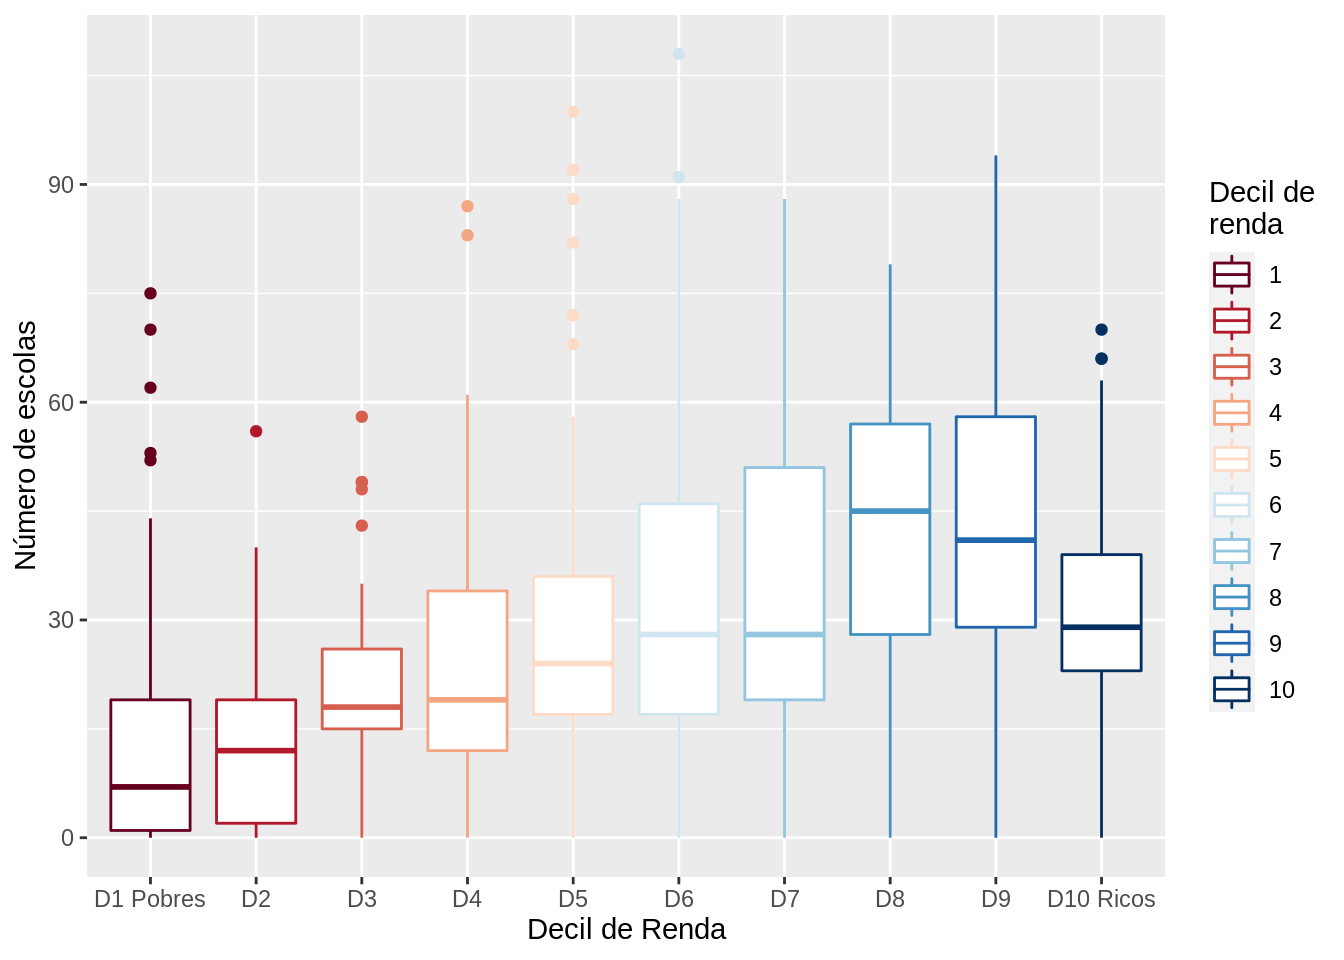 Número de escolas
90
60
30
0
D1 Pobres D2 D3 D4 D5 D6 D7 D8 D9 D10 Ricos
Decil de Renda
Decil de
renda
1
2
3
4
5
6
7
8
9
10